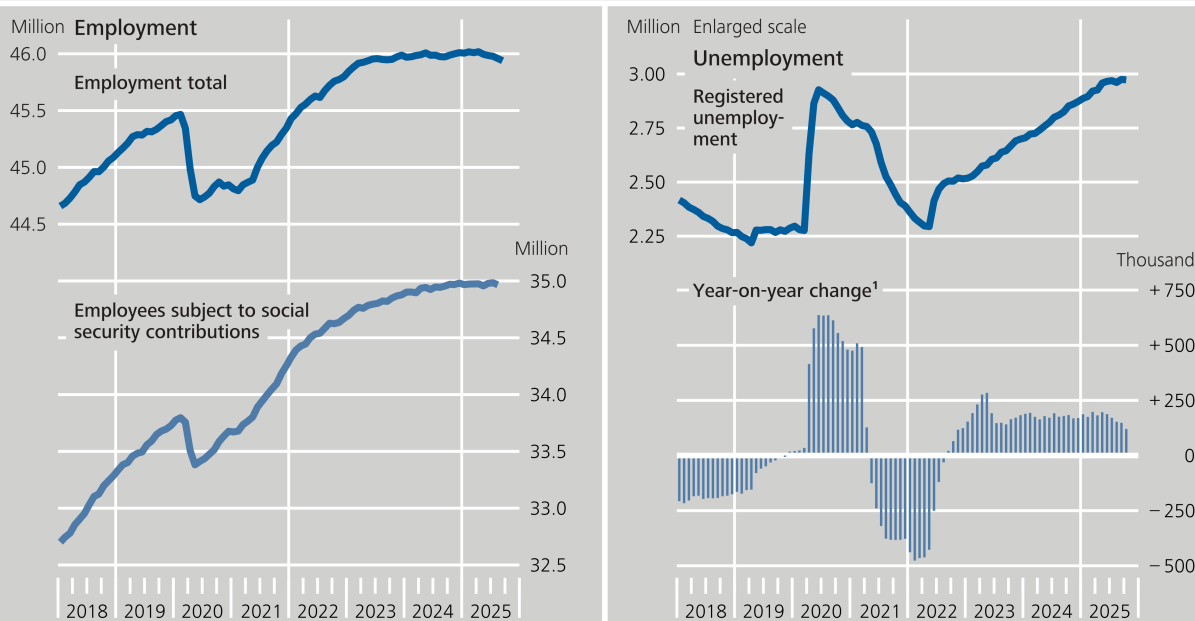 Million Employment
46.0
Employment total
45.5
45.0
44.5
Million
35.0
Employees subject to social
security contributions
34.5
34.0
33.5
33.0
32.5
2018 2019 2020 2021 2022 2023 2024 2025
Million Enlarged scale
Unemployment
3.00
Registered
unemploy-
ment
2.75
2.50
2.25
Thousand
Year-on-year change¹
+750
+500
+250
0
−250
−500
2018 2019 2020 2021 2022 2023 2024 2025